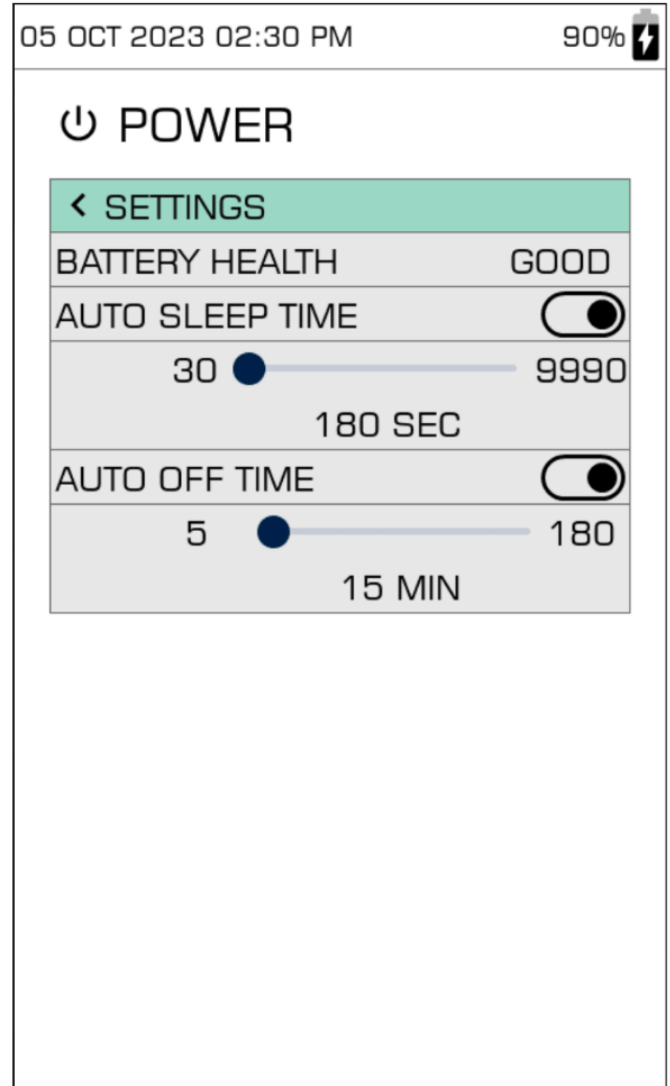 05 OCT 2023 02:30 PM 90%
POWER
< SETTINGS
BATTERY HEALTH GOOD
AUTO SLEEP TIME
30 9990
180 SEC
AUTO OFF TIME
5 180
15 MIN